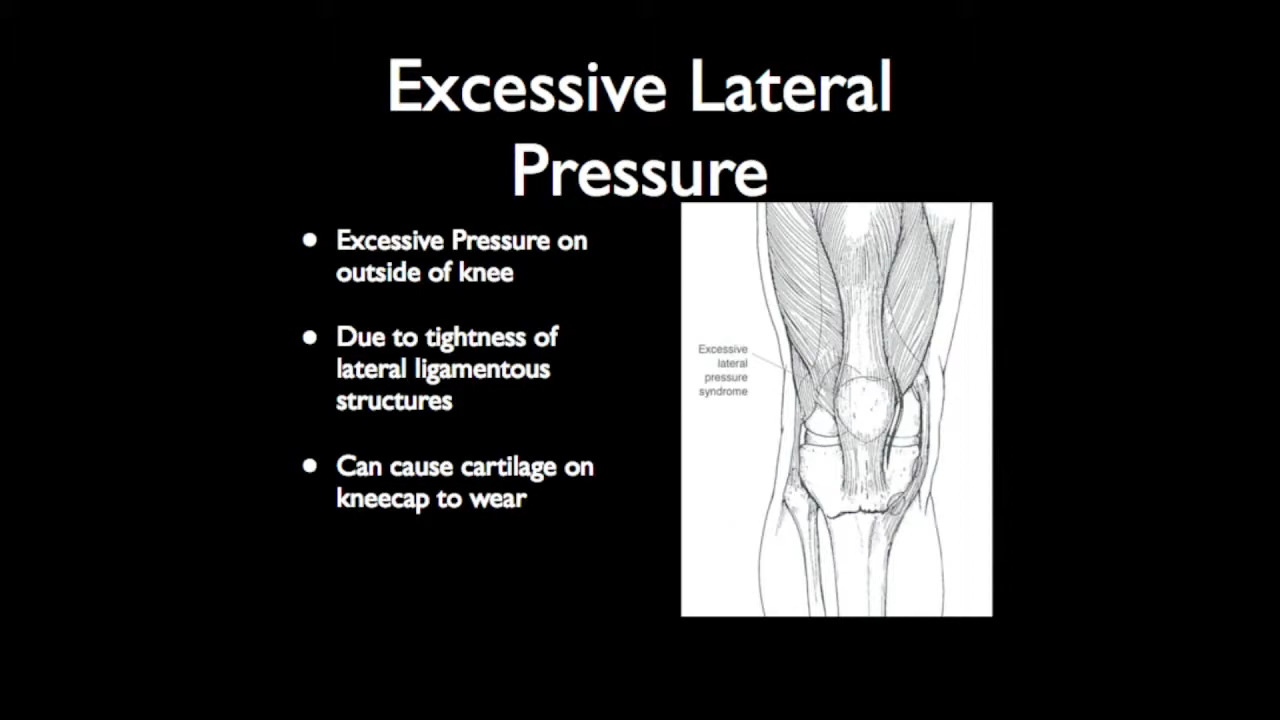 Excessive Lateral
Pressure
• Excessive Pressure on
outside of knee
• Due to tightness of
lateral ligamentous
structures
• Can cause cartilage on
kneecap to wear
Excessive
lateral
pressure
syndrome